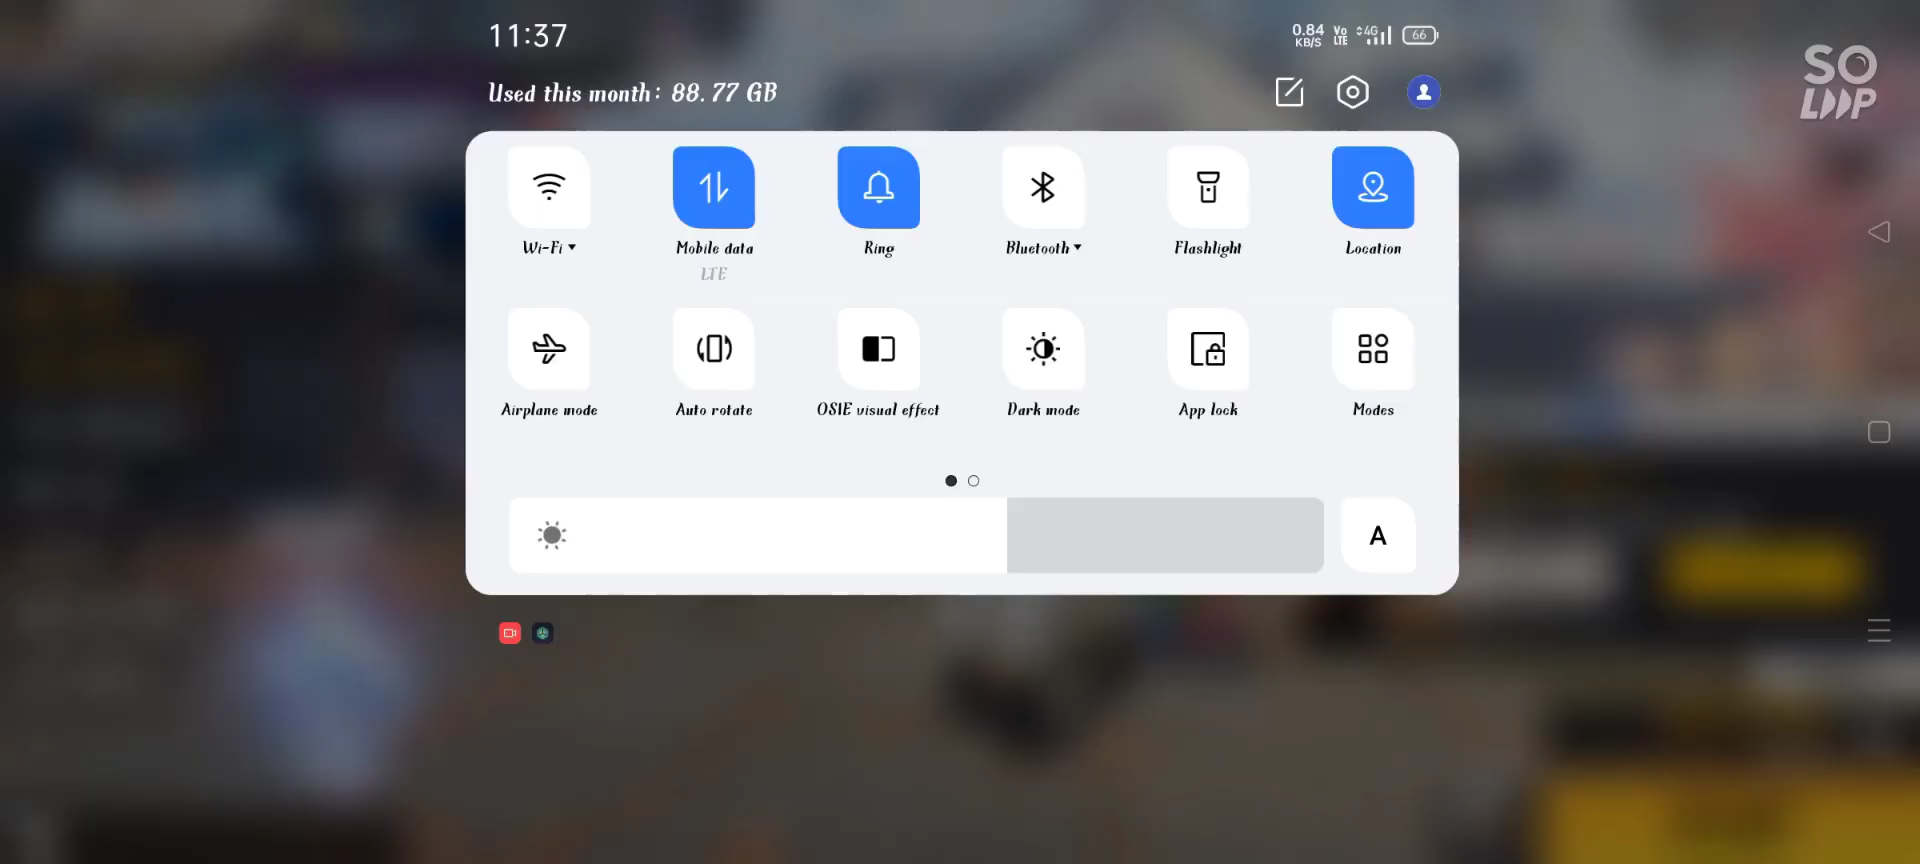 11:37
0.84 KB/S Vo LTE 4G 66
Used this month: 88.77 GB
SO
LOOP
Wi-Fi
Mobile data
LTE
Ring
Bluetooth
Flashlight
Location
Airplane mode
Auto rotate
OSIE visual effect
Dark mode
App lock
Modes
A